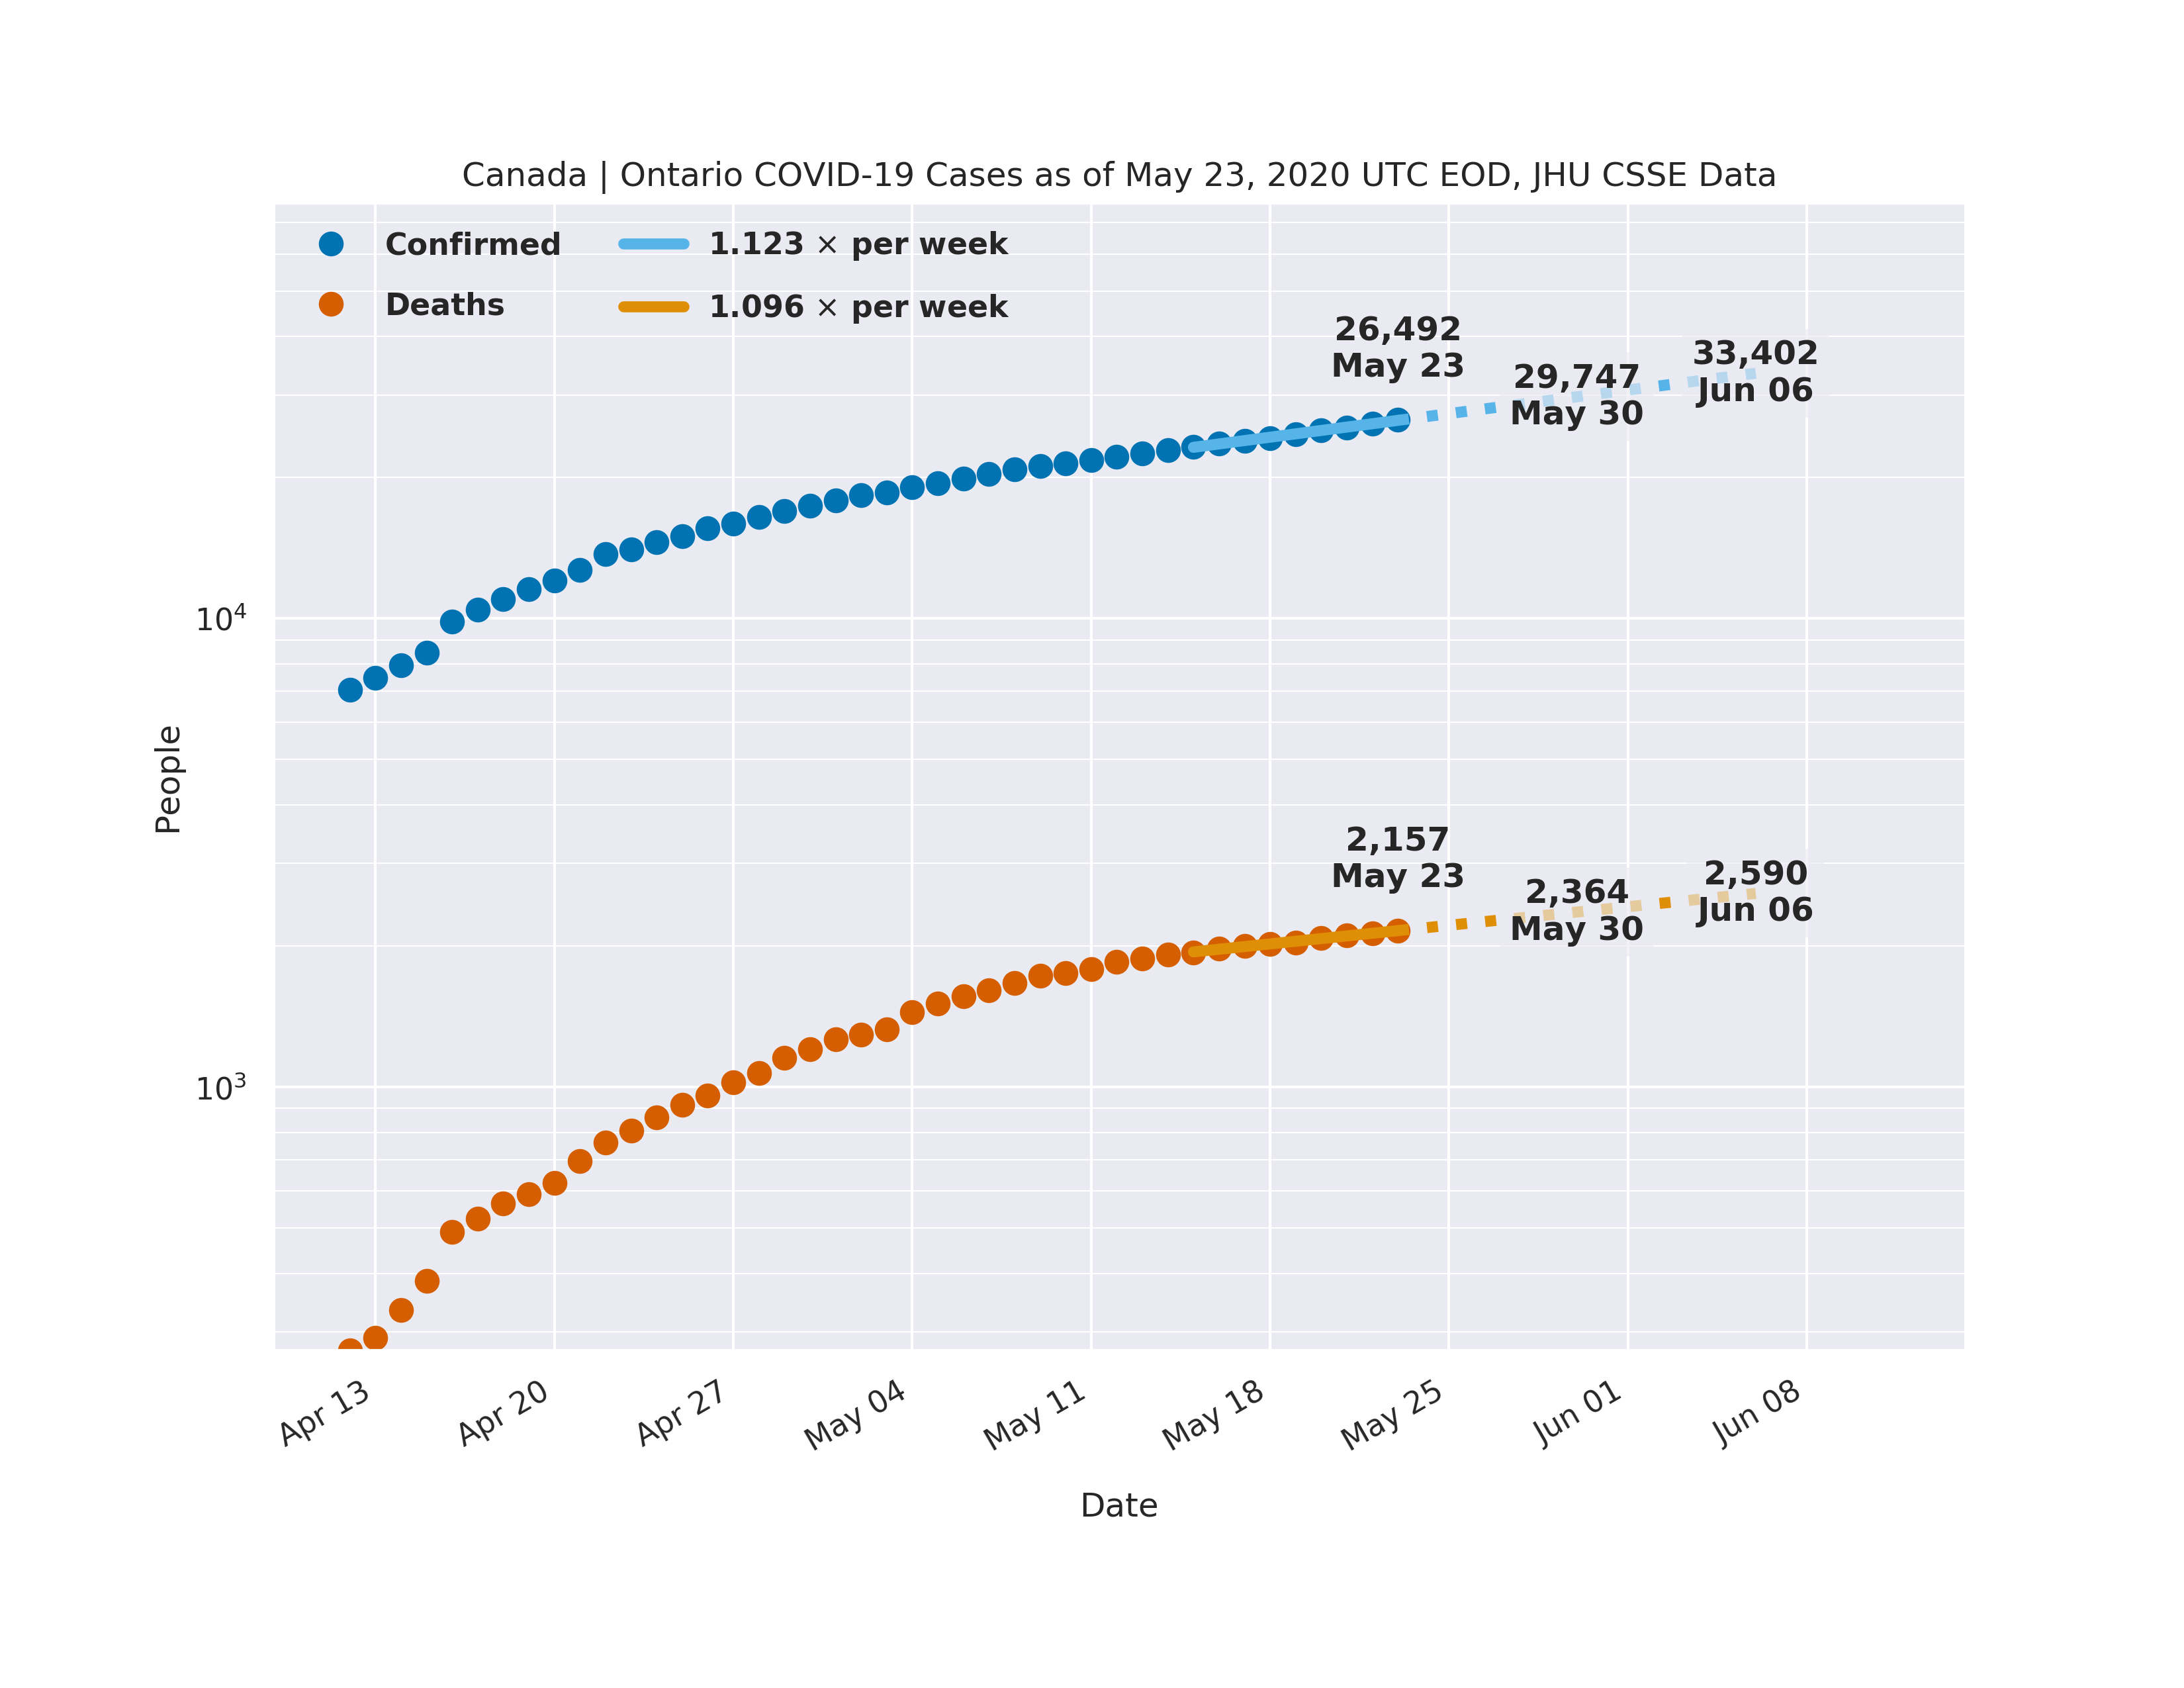 Canada | Ontario COVID-19 Cases as of May 23, 2020 UTC EOD, JHU CSSE Data
Confirmed
Deaths
1.123 × per week
1.096 × per week
26,492
May 23
29,747
May 30
33,402
Jun 06
2,157
May 23
2,364
May 30
2,590
Jun 06
People
10⁴
10³
Apr 13
Apr 20
Apr 27
May 04
May 11
May 18
May 25
Jun 01
Jun 08
Date